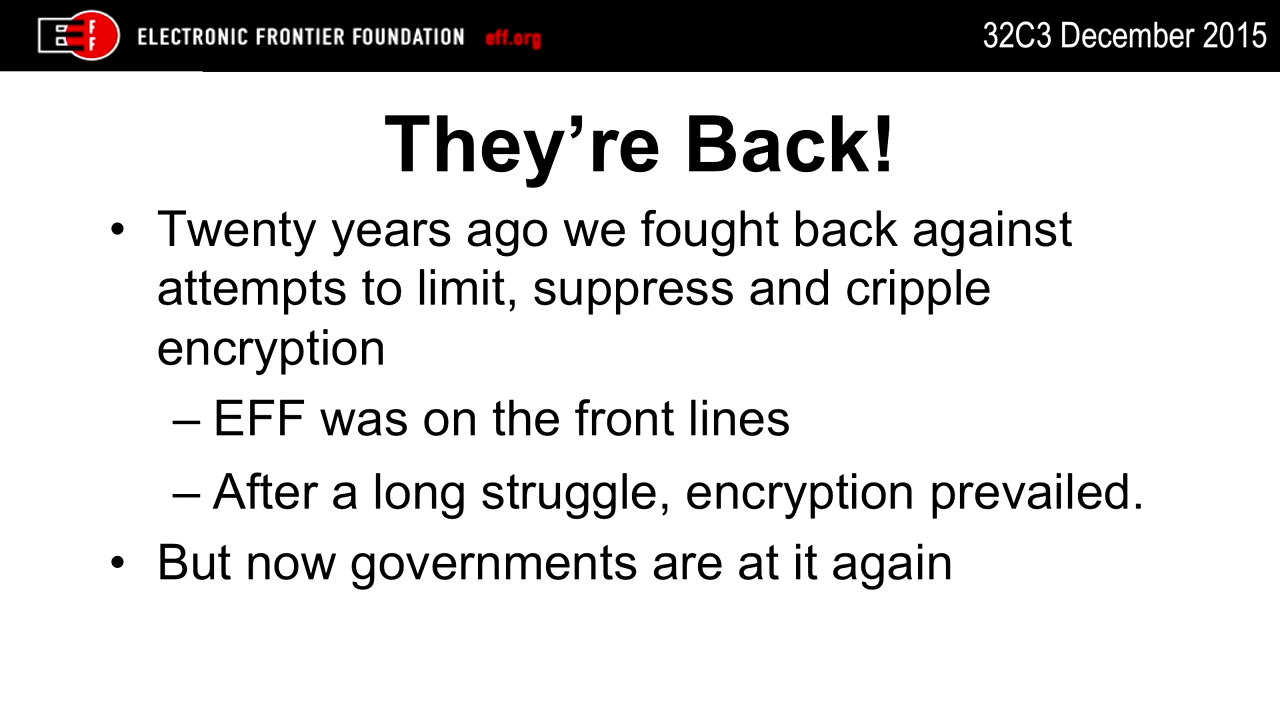 EFF
ELECTRONIC FRONTIER FOUNDATION eff.org
32C3 December 2015
They’re Back!
• Twenty years ago we fought back against
attempts to limit, suppress and cripple
encryption
– EFF was on the front lines
– After a long struggle, encryption prevailed.
• But now governments are at it again